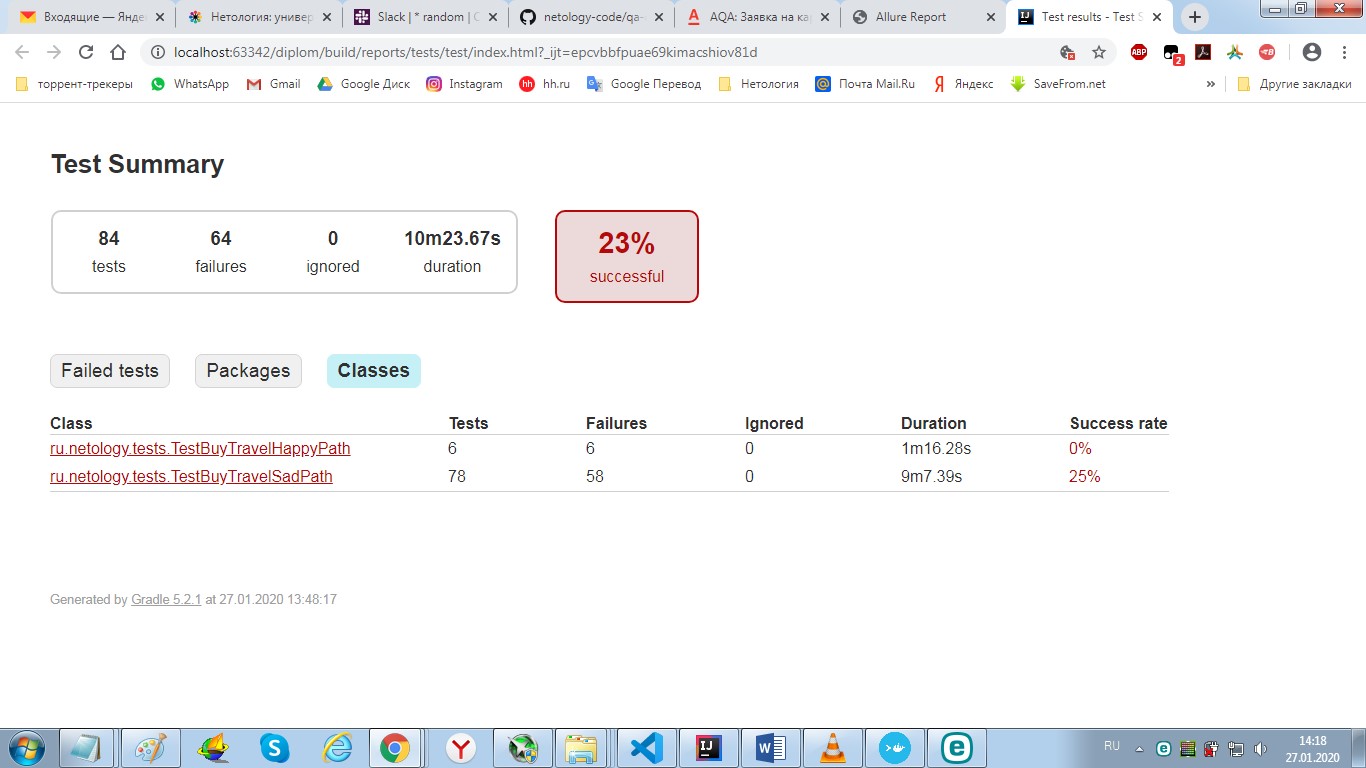 Входящие — Яндe
Нетология: универ
Slack | * random | C
netology-code/qa-
AQA: Заявка на ка
Allure Report
Test results - Test S
localhost:63342/diplom/build/reports/tests/test/index.html?_ijt=epcvbbfpuae69kimacshiov81d
ABP
2
торрент-трекеры
WhatsApp
Gmail
Google Диск
Instagram
hh
hh.ru
Google Перевод
Нетология
Почта Mail.Ru
Яндекс
SaveFrom.net
»
Другие закладки
Test Summary
84
64
0
10m23.67s
tests
failures
ignored
duration
23%
successful
Failed tests
Packages
Classes
Class Tests Failures Ignored Duration Success rate
ru.netology.tests.TestBuyTravelHappyPath 6 6 0 1m16.28s 0%
ru.netology.tests.TestBuyTravelSadPath 78 58 0 9m7.39s 25%
Generated by Gradle 5.2.1 at 27.01.2020 13:48:17
RU
14:18
27.01.2020